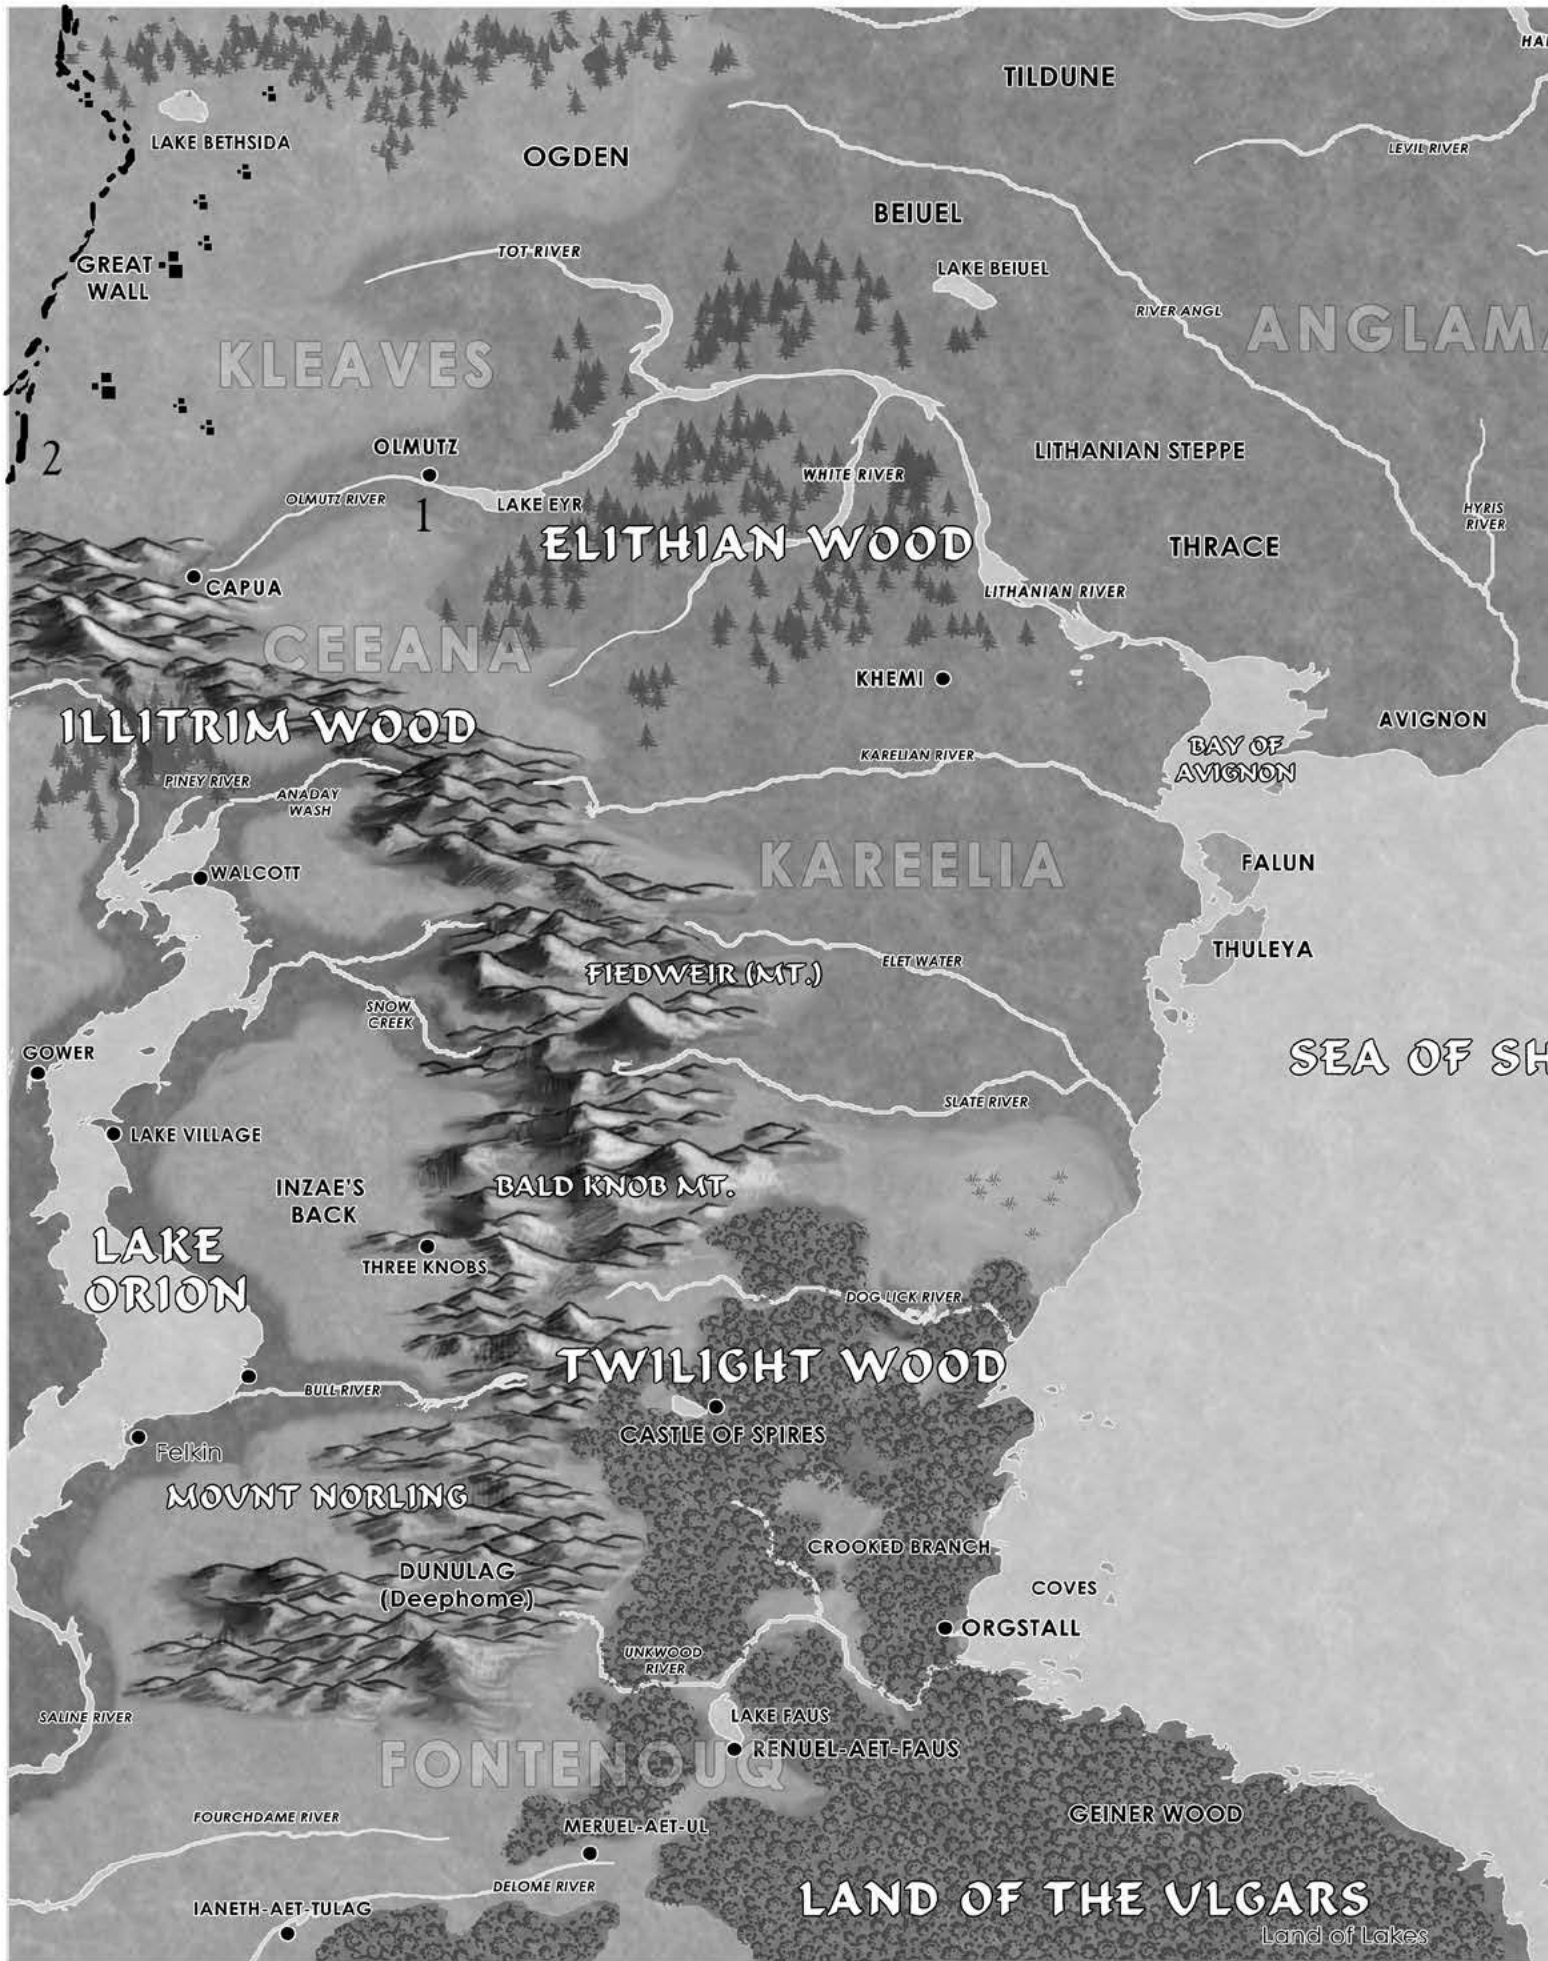 HAI
TILDUNE
LAKE BETHSIDA
OGDEN
LEVIL RIVER
BEIUEL
TOT RIVER
GREAT
WALL
LAKE BEIUEL
RIVER ANGL
ANGLAMA
KLEAVES
OLMUTZ
2
LITHANIAN STEPPE
WHITE RIVER
OLMUTZ RIVER
LAKE EYR
1
HYRIS
RIVER
ELITHIAN WOOD
THRACE
CAPUA
LITHANIAN RIVER
CEEANA
KHEMI
ILLITRIM WOOD
AVIGNON
BAY OF
AVIGNON
KARELIAN RIVER
PINEY RIVER
ANADAY
WASH
WALCOTT
KAREELIA
FALUN
THULEYA
ELET WATER
FIEDWEIR (MT.)
SNOW
CREEK
GOWER
SEA OF SH
SLATE RIVER
LAKE VILLAGE
INZAE'S
BACK
BALD KNOB MT.
LAKE
ORION
THREE KNOBS
DOG LICK RIVER
TWILIGHT WOOD
BULL RIVER
CASTLE OF SPIRES
Felkin
MOUNT NORLING
CROOKED BRANCH
DUNULAG
(Deephome)
COVES
ORGSTALL
UNKWOOD
RIVER
SALINE RIVER
LAKE FAUS
RENUEL-AET-FAUS
FONTENOUQ
FOURCHDAME RIVER
MERUEL-AET-UL
GEINER WOOD
DELOME RIVER
LAND OF THE ULGARS
IANETH-AET-TULAG
Land of Lakes